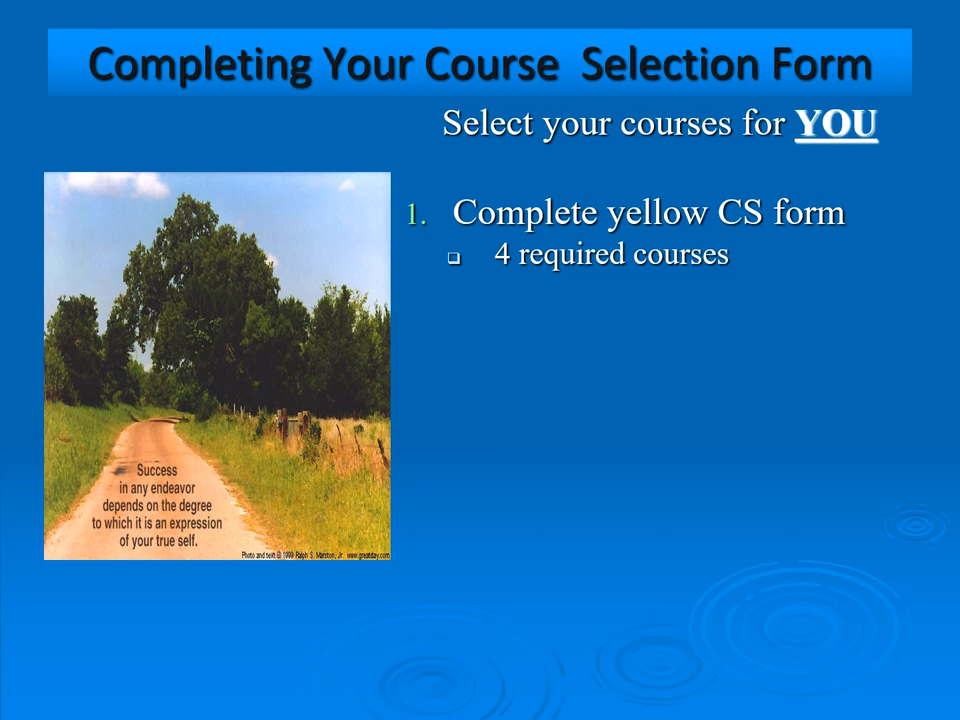 Completing Your Course Selection Form
Select your courses for YOU
1. Complete yellow CS form
4 required courses
Success
in any endeavor
depends on the degree
to which it is an expression
of your true self.
Photo and text © 1999 Ralph S. Marston, Jr. www.greatday.com